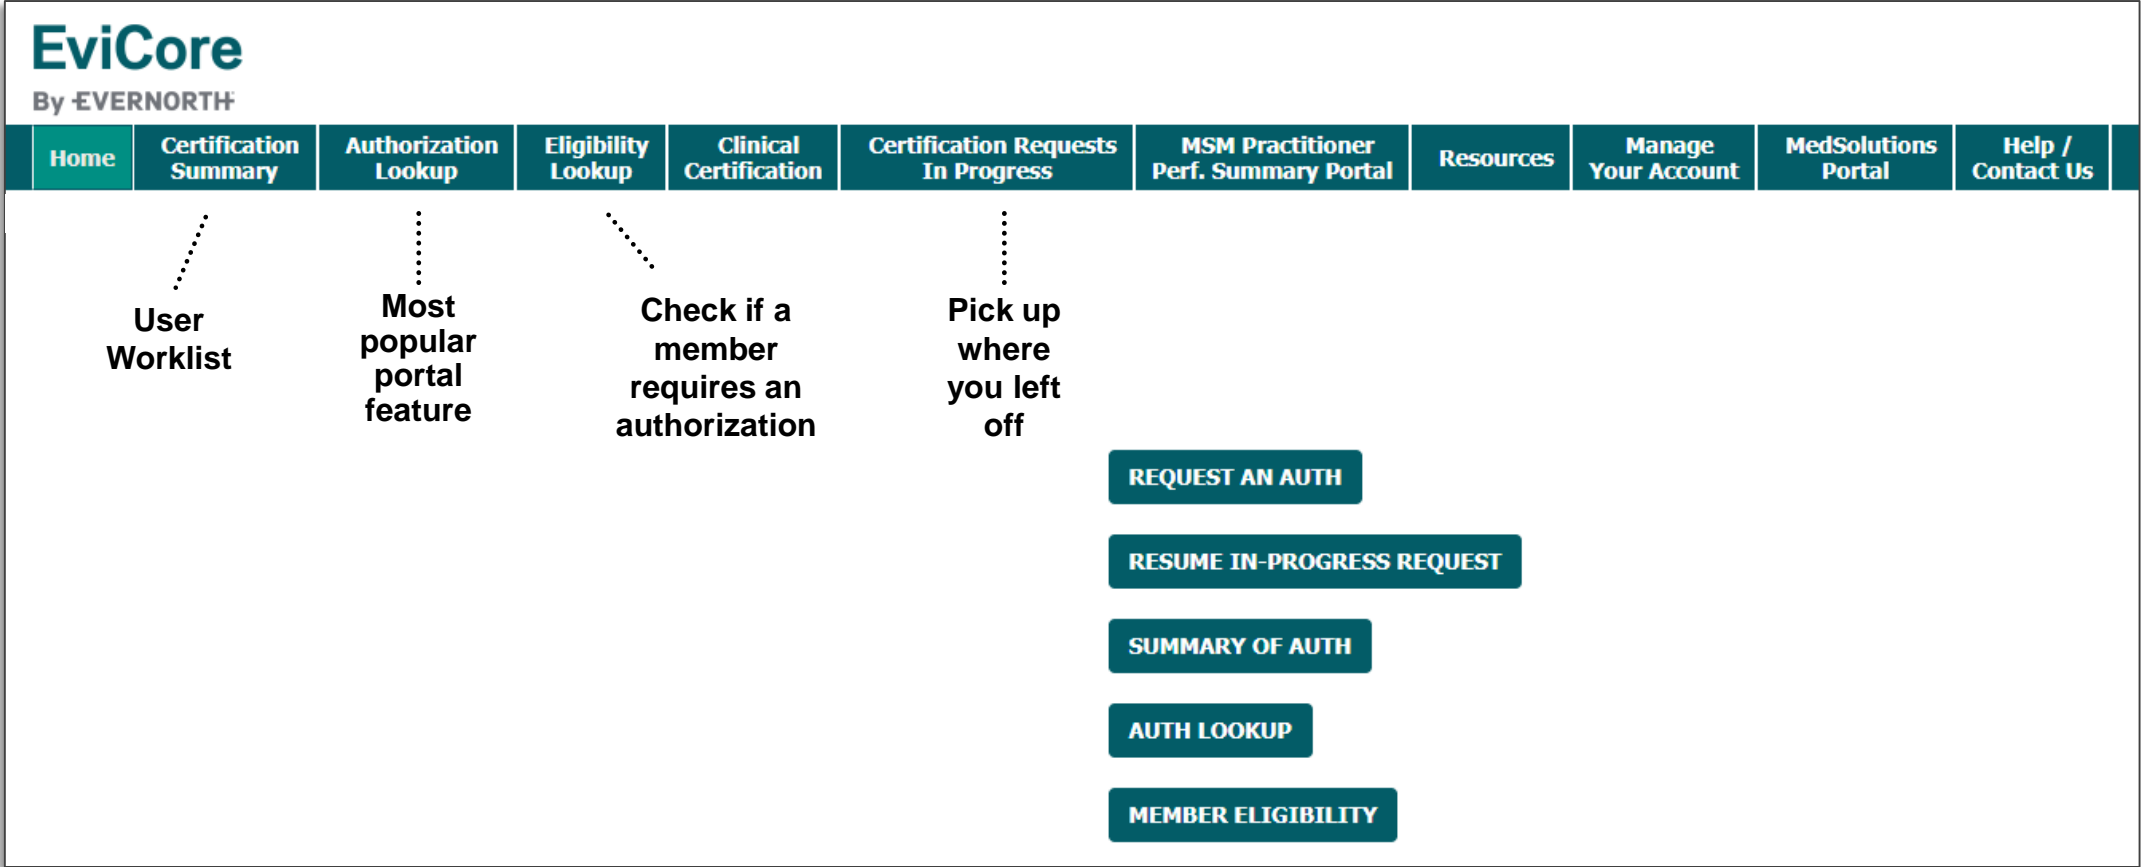 EviCore
By EVERNORTH
Home
Certification
Summary
Authorization
Lookup
Eligibility
Lookup
Clinical
Certification
Certification Requests
In Progress
MSM Practitioner
Perf. Summary Portal
Resources
Manage
Your Account
MedSolutions
Portal
Help /
Contact Us
User
Worklist
Most
popular
portal
feature
Check if a
member
requires an
authorization
Pick up
where
you left
off
REQUEST AN AUTH
RESUME IN-PROGRESS REQUEST
SUMMARY OF AUTH
AUTH LOOKUP
MEMBER ELIGIBILITY